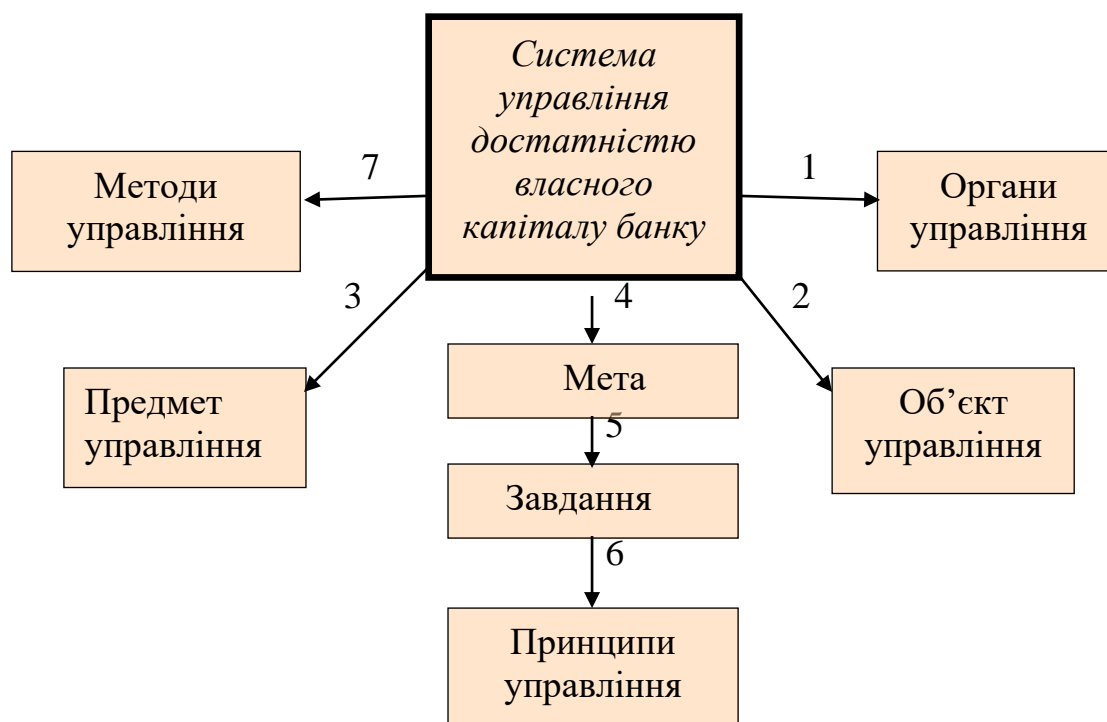 Система
управління
достатністю
власного
капіталу банку
7
Методи
управління
1
Органи
управління
3
4
2
Предмет
управління
Мета
Об’єкт
управління
5
Завдання
6
Принципи
управління